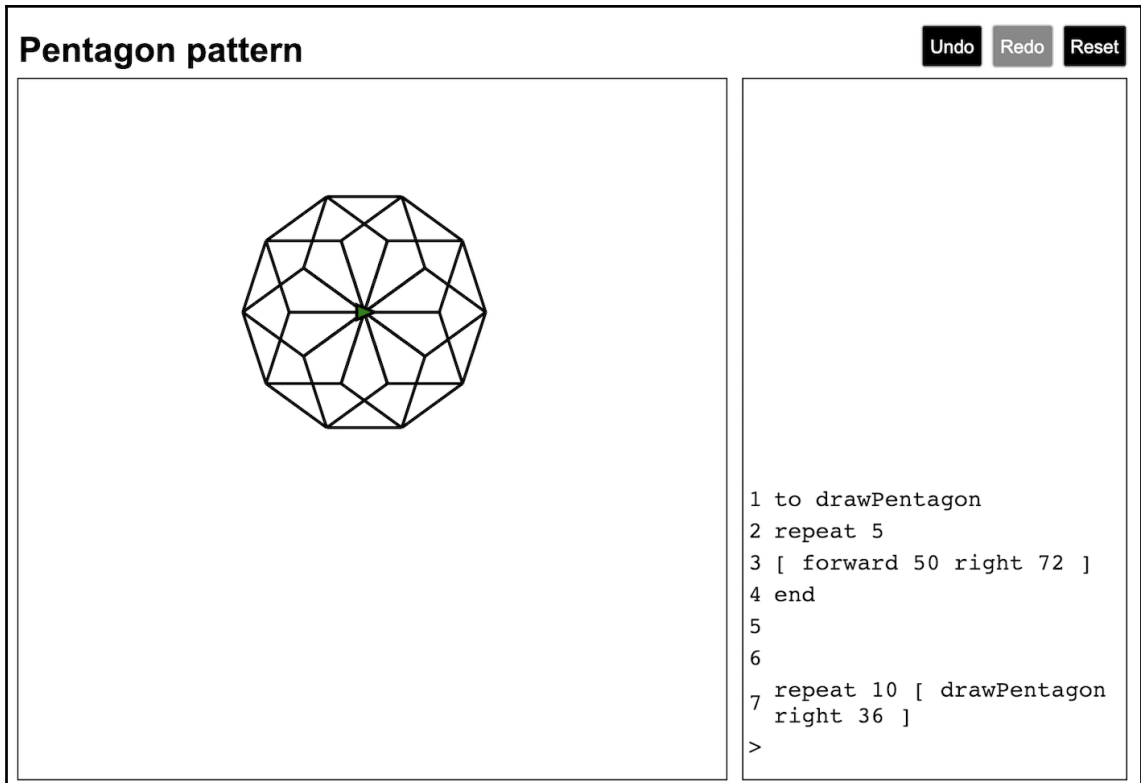 Pentagon pattern
Undo
Redo
Reset
1 to drawPentagon
2 repeat 5
3 [ forward 50 right 72 ]
4 end
5
6
7 repeat 10 [ drawPentagon
right 36 ]
>